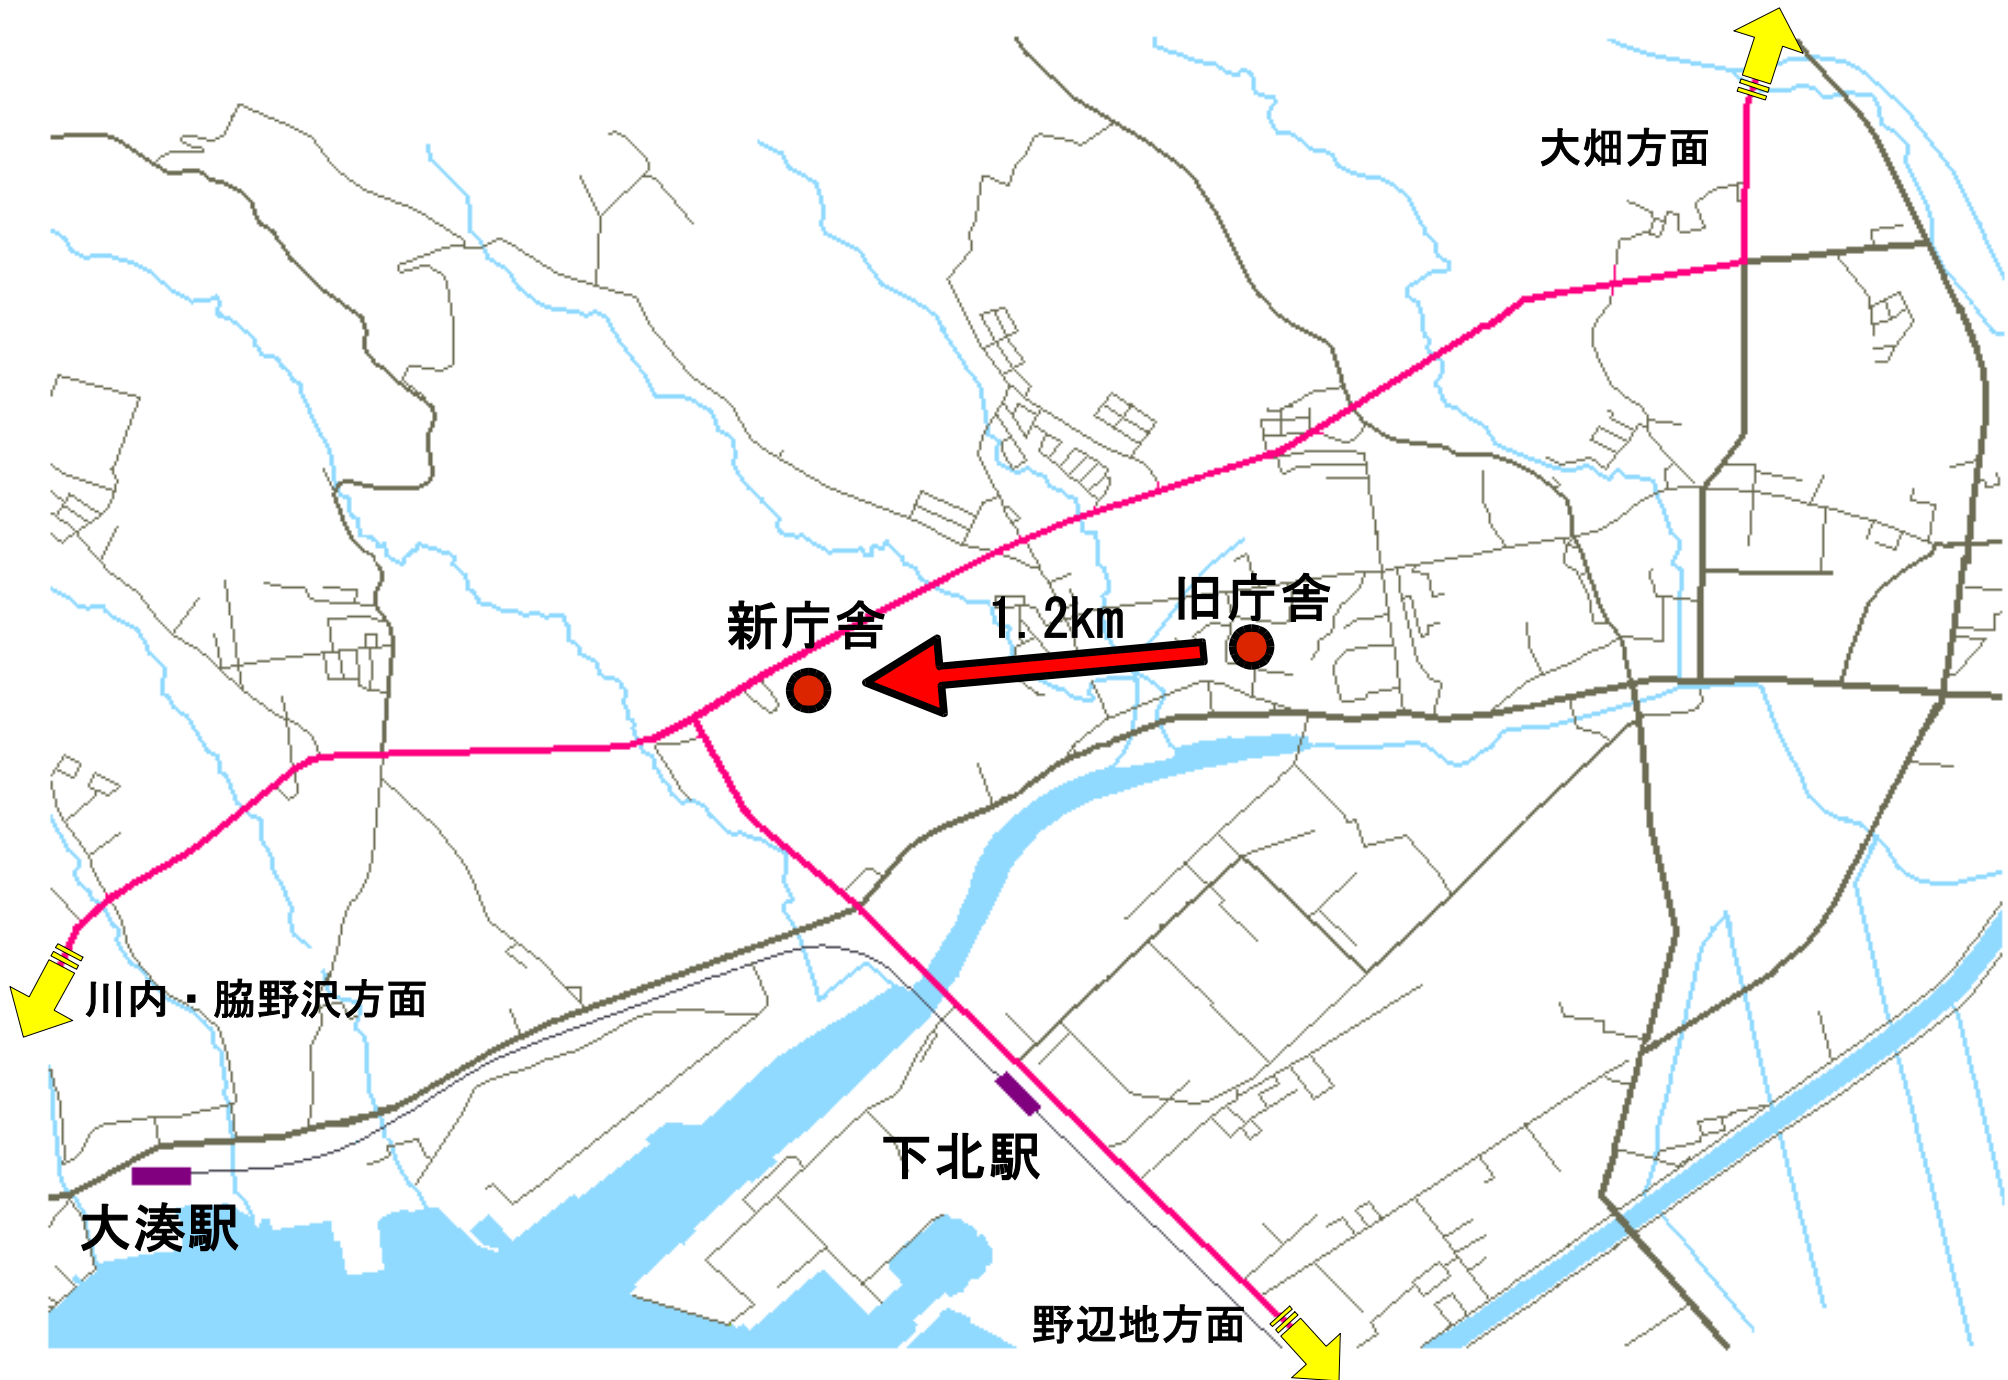 大畑方面
旧庁舎
1.2km
新庁舎
川内・脇野沢方面
下北駅
大湊駅
野辺地方面